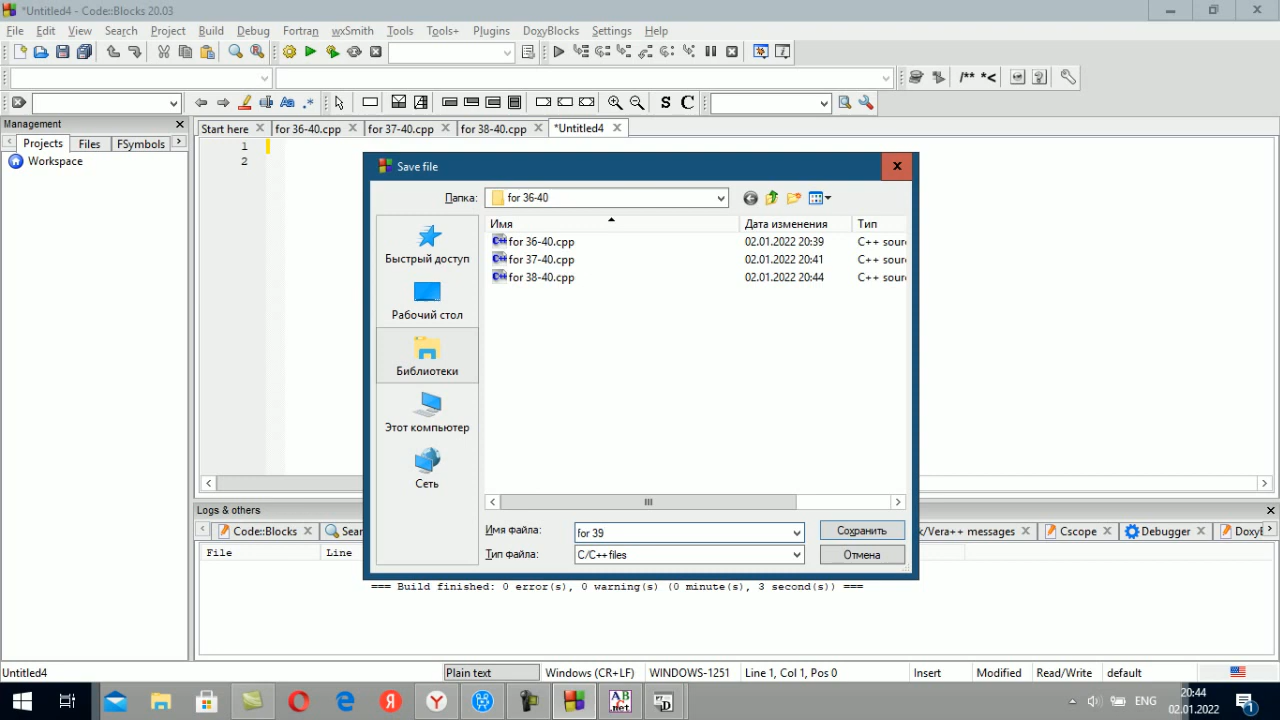 *Untitled4 - Code::Blocks 20.03
File Edit View Search Project Build Debug Fortran wxSmith Tools Tools+ Plugins DoxyBlocks Settings Help
/** *<
S C
Management
Start here for 36-40.cpp for 37-40.cpp for 38-40.cpp *Untitled4
Projects Files FSymbols
Workspace
1
2
Save file
Папка: for 36-40
Имя Дата изменения Тип
for 36-40.cpp 02.01.2022 20:39 C++ sour
for 37-40.cpp 02.01.2022 20:41 C++ sour
for 38-40.cpp 02.01.2022 20:44 C++ sour
Быстрый доступ
Рабочий стол
Библиотеки
Этот компьютер
Сеть
Имя файла: for 39 Сохранить
Тип файла: C/C++ files Отмена
Logs & others
Code::Blocks Sear k/Vera++ messages Cscope Debugger DoxyB
File Line
=== Build finished: 0 error(s), 0 warning(s) (0 minute(s), 3 second(s)) ===
Untitled4 Plain text Windows (CR+LF) WINDOWS-1251 Line 1, Col 1, Pos 0 Insert Modified Read/Write default
ENG
20:44
02.01.2022